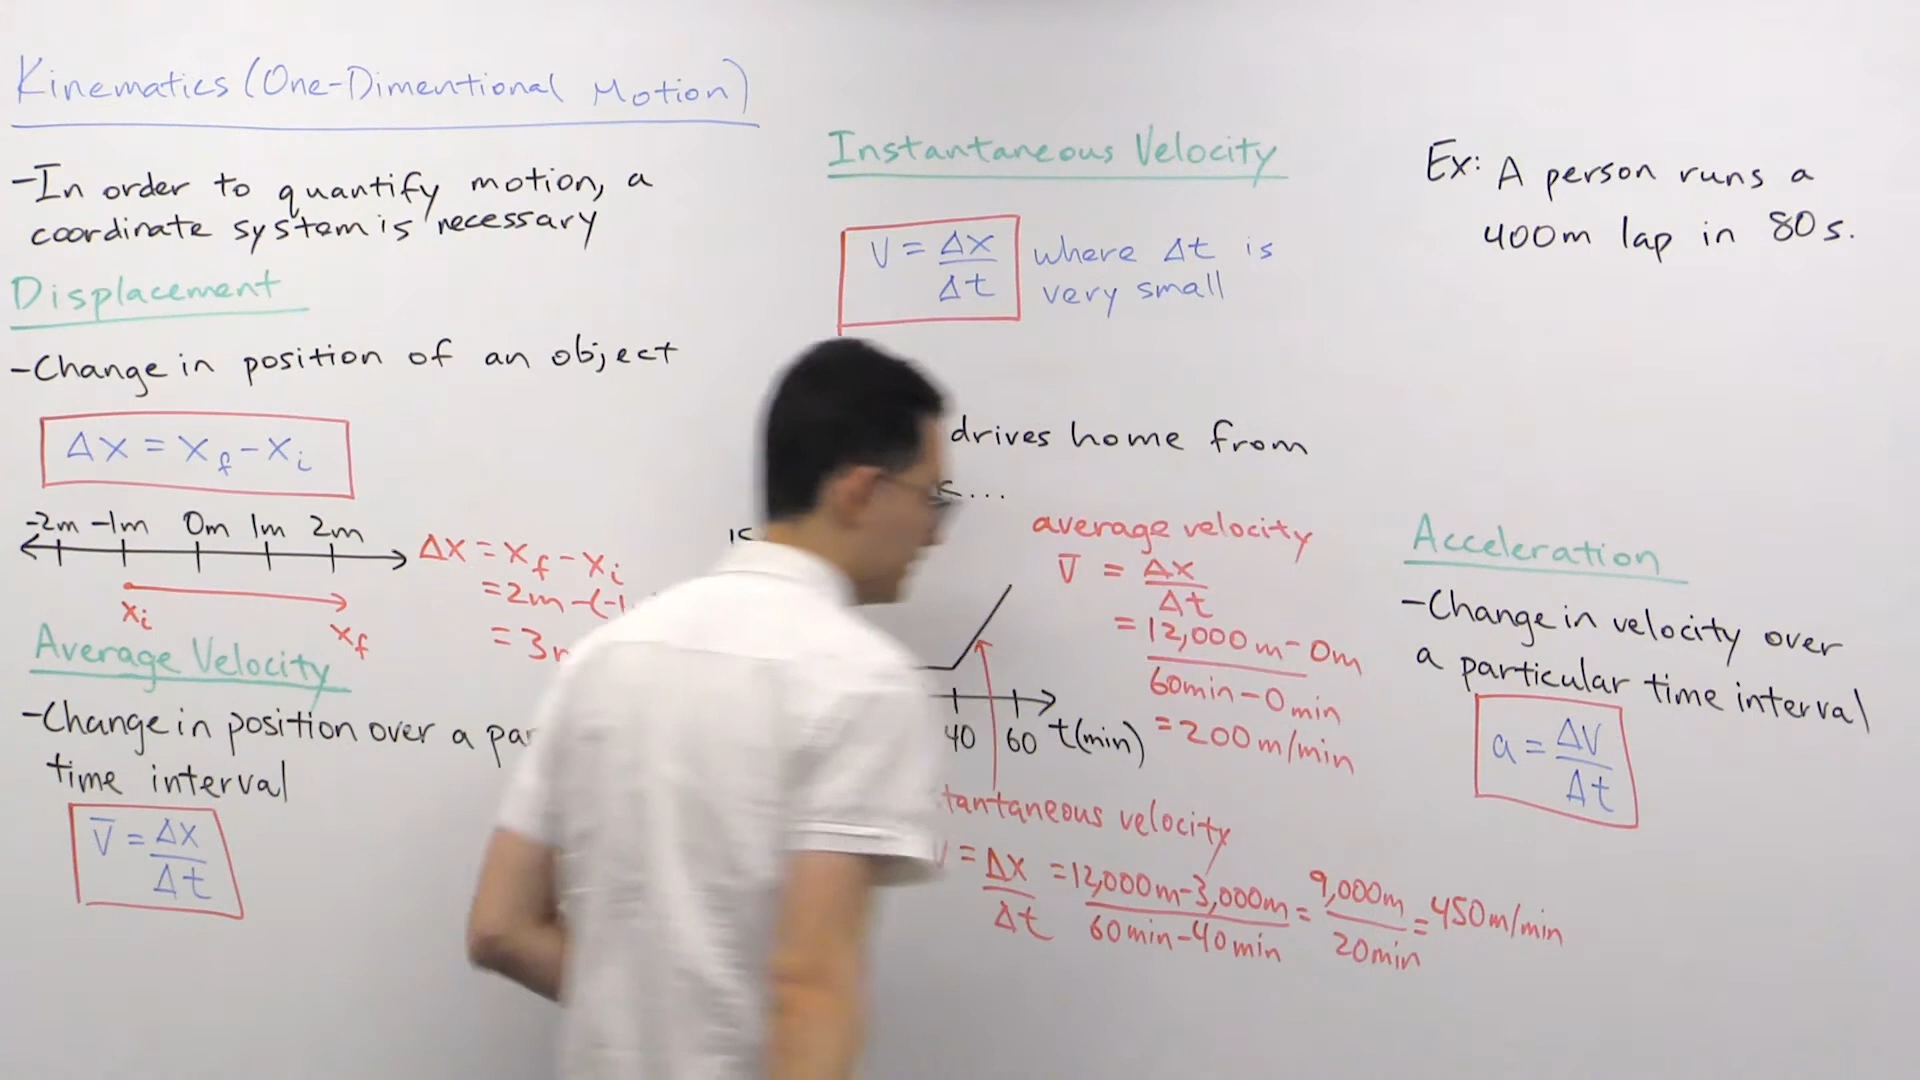 Kinematics (One-Dimentional Motion)
-In order to quantify motion, a
coordinate system is necessary
Displacement
-Change in position of an object
Δx = xf - xi
-2m -1m 0m 1m 2m
xi
xf
Δx = xf - xi
= 2m - (-1
= 3
Average Velocity
-Change in position over a
time interval
V̄ = Δx/Δt
Instantaneous Velocity
V = Δx/Δt where Δt is
very small
drives home from
...
average velocity
V̄ = Δx/Δt
= 12,000m - 0m
60min - 0min
= 200m/min
40 60 t(min)
velocity
V = Δx/Δt = 12,000m - 3,000m / 60min - 40min = 9,000m / 20min = 450m/min
Ex: A person runs a
400m lap in 80s.
Acceleration
-Change in velocity over
a particular time interval
a = ΔV/Δt